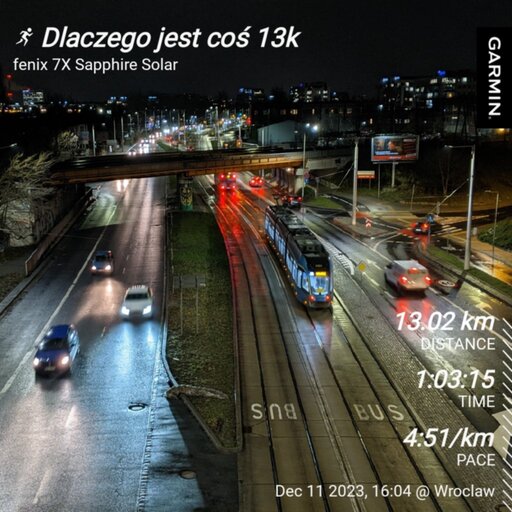 Dlaczego jest coś 13k
fenix 7X Sapphire Solar
GARMIN
13.02 km
DISTANCE
1:03:15
TIME
4:51/km
PACE
BUS
BUS
Dec 11 2023, 16:04 @ Wroclaw